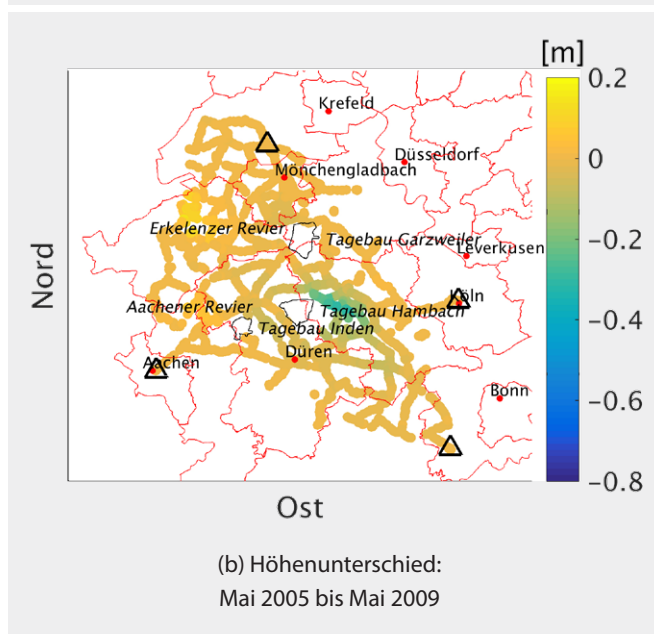 [m]
0.2
0
−0.2
−0.4
−0.6
−0.8
Krefeld
Düsseldorf
Mönchengladbach
Erkelenzer Revier
Tagebau Garzweiler
Leverkusen
Köln
Aachener Revier
Tagebau Hambach
Tagebau Inden
Düren
Aachen
Bonn
Nord
Ost
(b) Höhenunterschied:
Mai 2005 bis Mai 2009